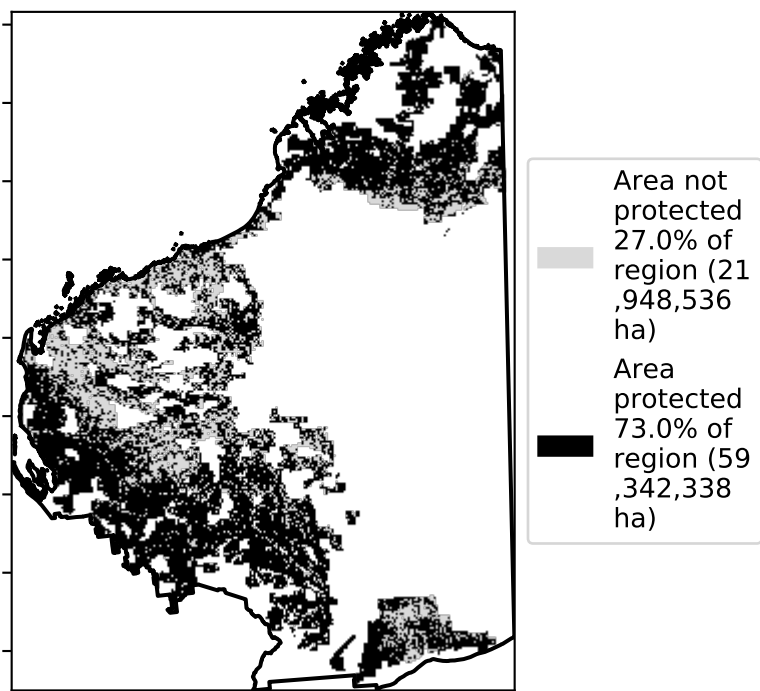 Area not
protected
27.0% of
region (21
,948,536
ha)
Area
protected
73.0% of
region (59
,342,338
ha)